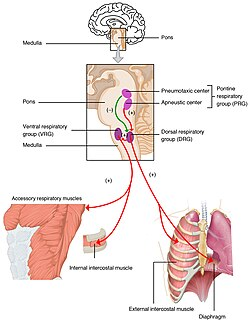 Medulla
Pons
Pneumotaxic center
Pontine
respiratory
group (PRG)
Apneustic center
(-)
(+)
Pons
Ventral respiratory
group (VRG)
(+)
Dorsal respiratory
group (DRG)
Medulla
(+)
(+)
Accessory respiratory muscles
Internal intercostal muscle
External intercostal muscle
Diaphragm